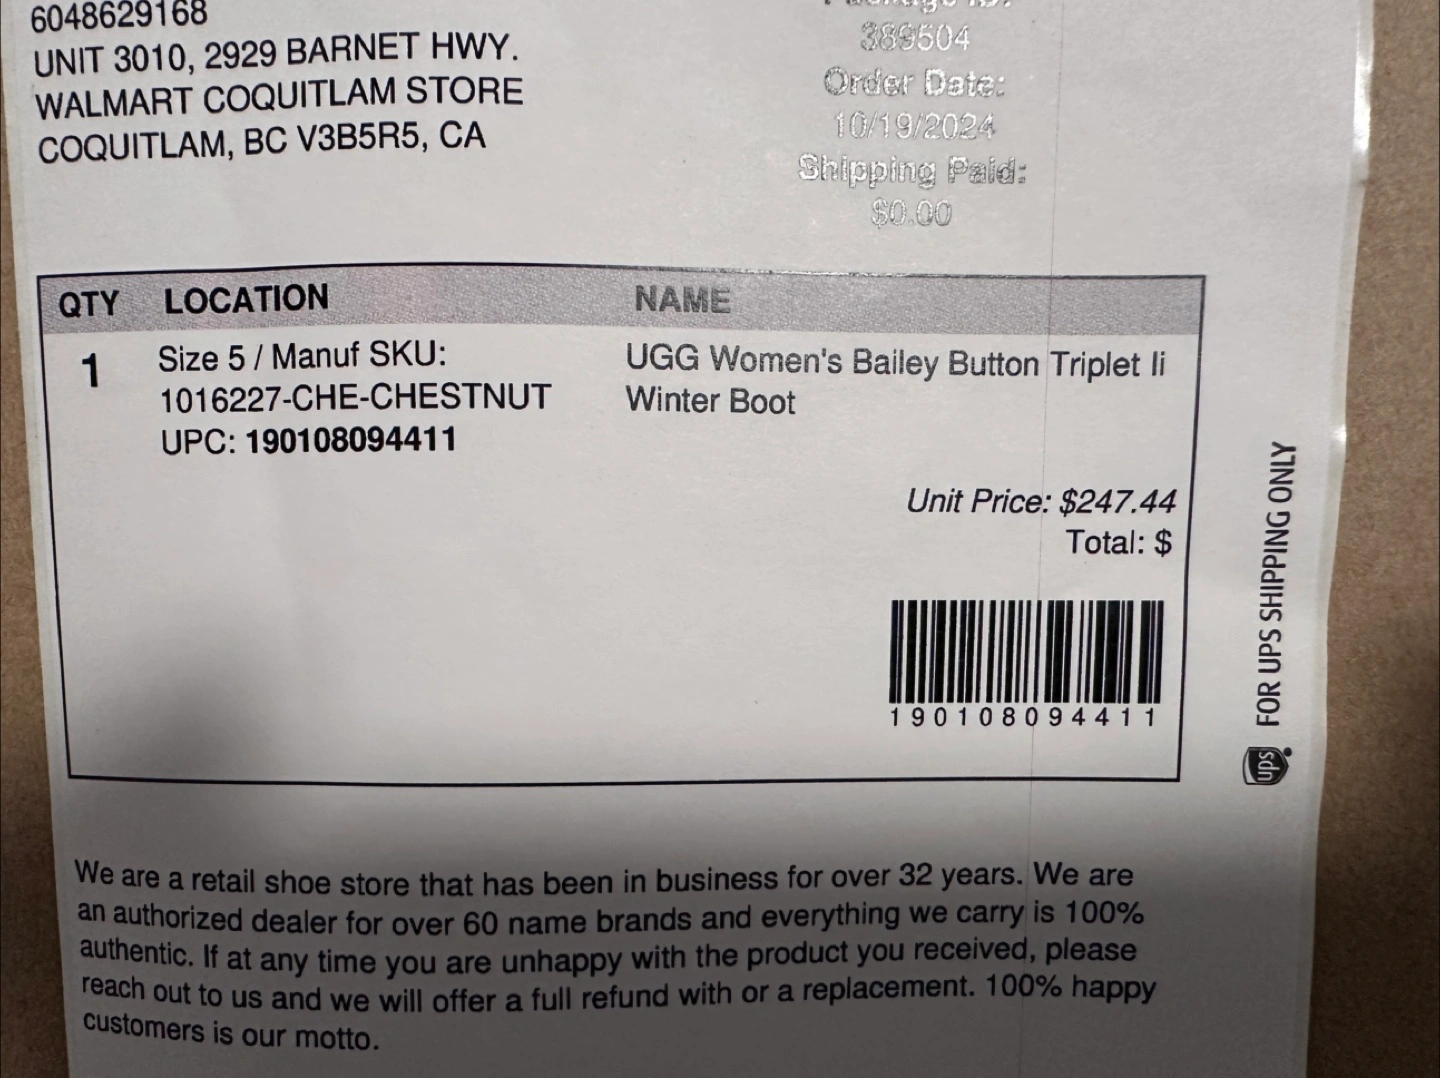 6048629168
UNIT 3010, 2929 BARNET HWY.
WALMART COQUITLAM STORE
COQUITLAM, BC V3B5R5, CA
Package ID:
389504
Order Date:
10/19/2024
Shipping Paid:
$0.00
QTY LOCATION NAME
1 Size 5 / Manuf SKU: UGG Women's Bailey Button Triplet Ii
1016227-CHE-CHESTNUT Winter Boot
UPC: 190108094411
Unit Price: $247.44
Total: $
190108094411
FOR UPS SHIPPING ONLY
ups
We are a retail shoe store that has been in business for over 32 years. We are
an authorized dealer for over 60 name brands and everything we carry is 100%
authentic. If at any time you are unhappy with the product you received, please
reach out to us and we will offer a full refund with or a replacement. 100% happy
customers is our motto.